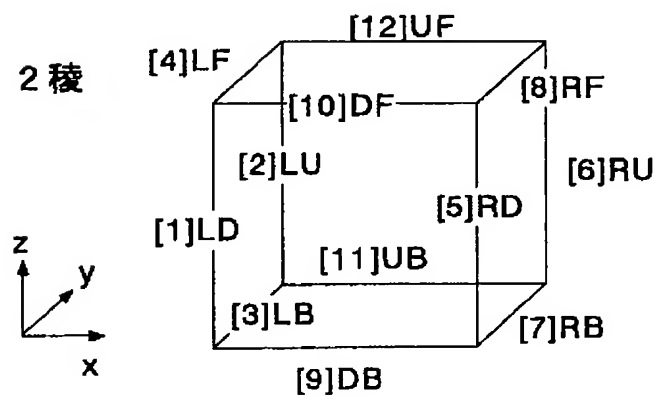 [12]UF
[4]LF
2 稜
[8]RF
[10]DF
[2]LU
[6]RU
[5]RD
[1]LD
z
y
[11]UB
[3]LB
[7]RB
x
[9]DB